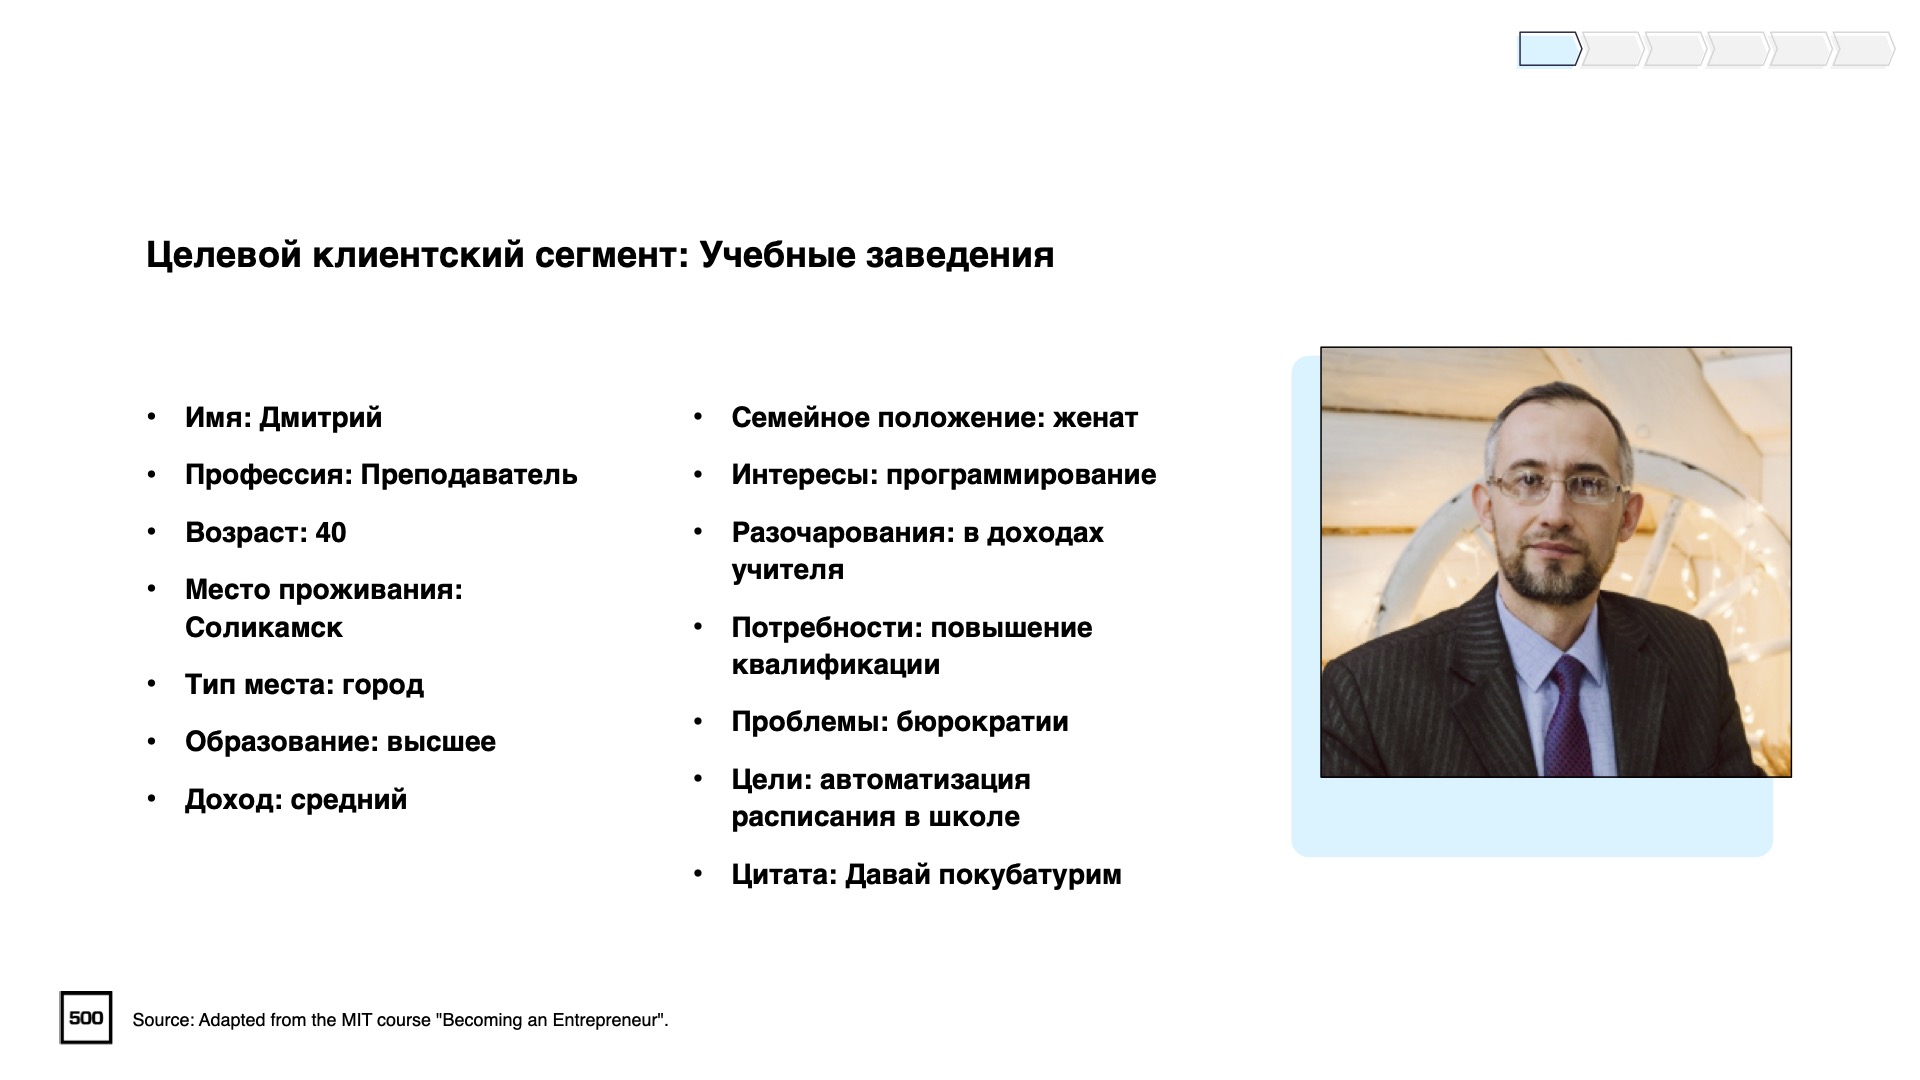 Целевой клиентский сегмент: Учебные заведения
Имя: Дмитрий
Профессия: Преподаватель
Возраст: 40
Место проживания:
Соликамск
Тип места: город
Образование: высшее
Доход: средний
Семейное положение: женат
Интересы: программирование
Разочарования: в доходах
учителя
Потребности: повышение
квалификации
Проблемы: бюрократии
Цели: автоматизация
расписания в школе
Цитата: Давай покубатурим
500
Source: Adapted from the MIT course "Becoming an Entrepreneur".